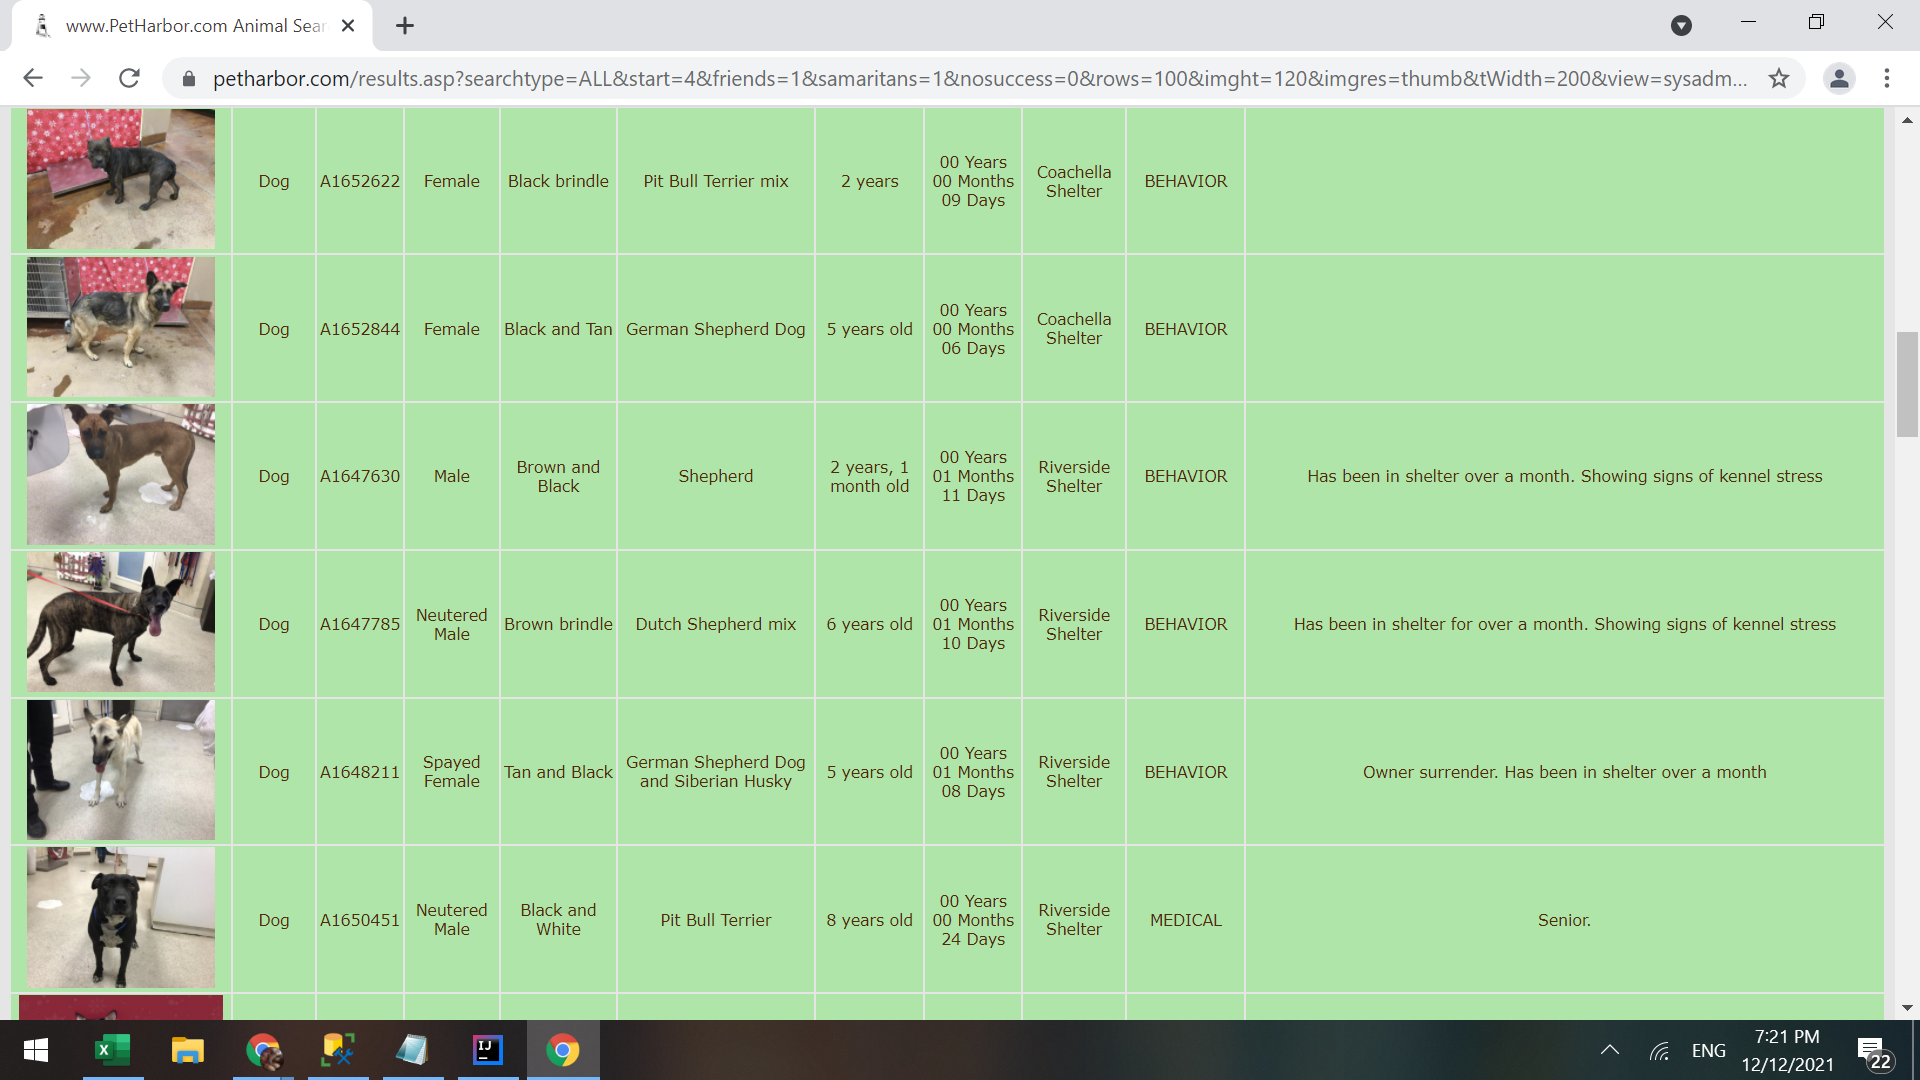 www.PetHarbor.com Animal Sear
petharbor.com/results.asp?searchtype=ALL&start=4&friends=1&samaritans=1&nosuccess=0&rows=100&imght=120&imgres=thumb&tWidth=200&view=sysadm...
Dog
A1652622
Female
Black brindle
Pit Bull Terrier mix
2 years
00 Years
00 Months
09 Days
Coachella
Shelter
BEHAVIOR
Dog
A1652844
Female
Black and Tan
German Shepherd Dog
5 years old
00 Years
00 Months
06 Days
Coachella
Shelter
BEHAVIOR
Dog
A1647630
Male
Brown and
Black
Shepherd
2 years, 1
month old
00 Years
01 Months
11 Days
Riverside
Shelter
BEHAVIOR
Has been in shelter over a month. Showing signs of kennel stress
Dog
A1647785
Neutered
Male
Brown brindle
Dutch Shepherd mix
6 years old
00 Years
01 Months
10 Days
Riverside
Shelter
BEHAVIOR
Has been in shelter for over a month. Showing signs of kennel stress
Dog
A1648211
Spayed
Female
Tan and Black
German Shepherd Dog
and Siberian Husky
5 years old
00 Years
01 Months
08 Days
Riverside
Shelter
BEHAVIOR
Owner surrender. Has been in shelter over a month
Dog
A1650451
Neutered
Male
Black and
White
Pit Bull Terrier
8 years old
00 Years
00 Months
24 Days
Riverside
Shelter
MEDICAL
Senior.
X
IJ
ENG
7:21 PM
12/12/2021
22